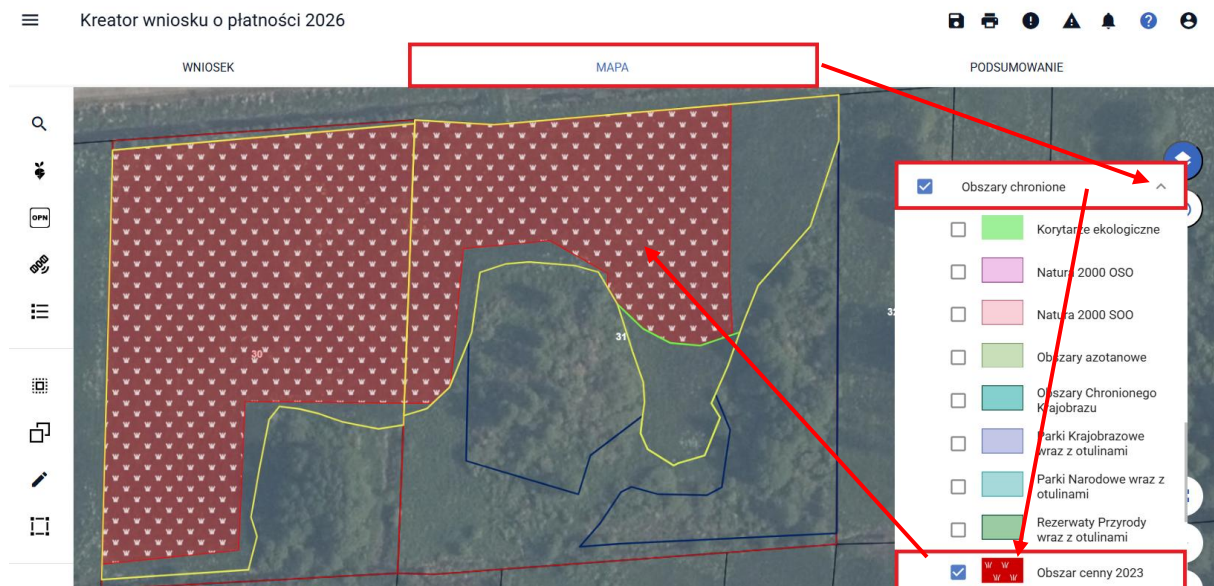 Kreator wniosku o płatności 2026
WNIOSEK
MAPA
PODSUMOWANIE
OPN
Obszary chronione
Korytarze ekologiczne
Natura 2000 OSO
Natura 2000 SOO
Obszary azotanowe
Obszary Chronionego
Krajobrazu
Parki Krajobrazowe
wraz z otulinami
Parki Narodowe wraz z
otulinami
Rezerwaty Przyrody
wraz z otulinami
Obszar cenny 2023
30
31